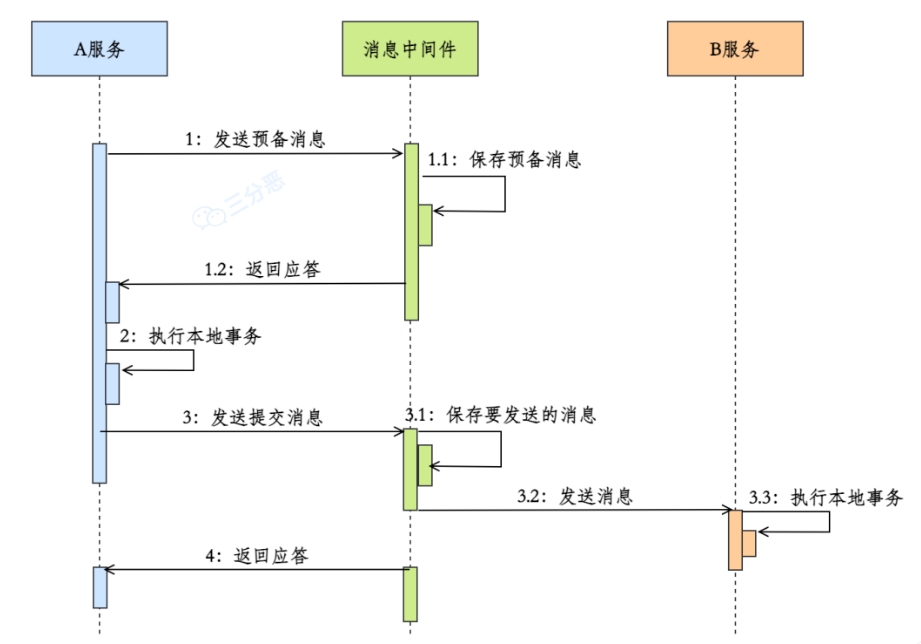 A服务
消息中间件
B服务
1：发送预备消息
1.1：保存预备消息
三分恶
1.2：返回应答
2：执行本地事务
3：发送提交消息
3.1：保存要发送的消息
3.2：发送消息
3.3：执行本地事务
4：返回应答